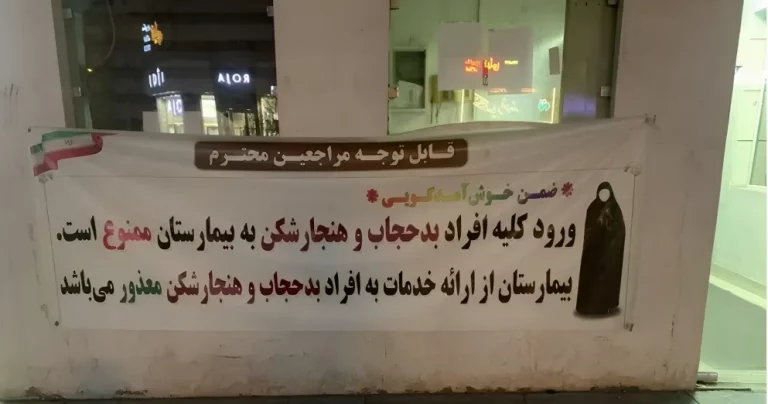 قابل توجه مراجعین محترم
* ضمن خوش‌آمدگویی *
ورود کلیه افراد بدحجاب و هنجارشکن به بیمارستان ممنوع است.
بیمارستان از ارائه خدمات به افراد بدحجاب و هنجارشکن معذور می‌باشد
ROJA